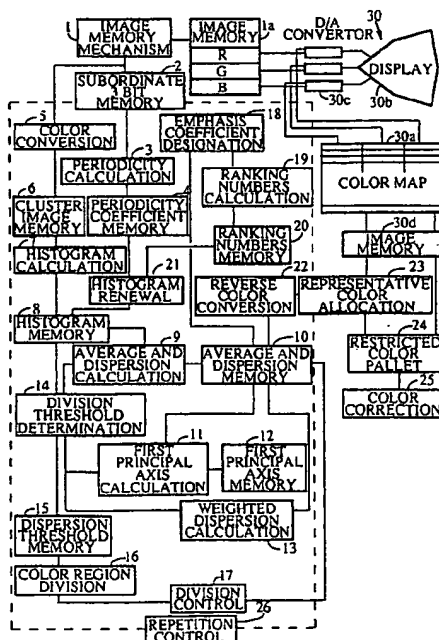 1
IMAGE MEMORY
MECHANISM
IMAGE MEMORY
1a
R
G
B
D/A
CONVERTOR
30
DISPLAY
30c
30b
2
SUBORDINATE
BIT MEMORY
5
COLOR
CONVERSION
EMPHASIS
COEFFICIENT
DESIGNATION
18
30a
COLOR MAP
3
PERIODICITY
CALCULATION
19
RANKING
NUMBERS
CALCULATION
6
CLUSTER
IMAGE
MEMORY
PERIODICITY
COEFFICIENT
MEMORY
RANKING
NUMBERS
MEMORY
20
30d
IMAGE
MEMORY
HISTOGRAM
CALCULATION
21
HISTOGRAM
RENEWAL
22
REVERSE
COLOR
CONVERSION
23
REPRESENTATIVE
COLOR
ALLOCATION
8
HISTOGRAM
MEMORY
9
AVERAGE AND
DISPERSION
CALCULATION
10
AVERAGE AND
DISPERSION
MEMORY
24
RESTRICTED
COLOR
PALLET
25
COLOR
CORRECTION
14
DIVISION
THRESHOLD
DETERMINATION
11
FIRST
PRINCIPAL
AXIS
CALCULATION
12
FIRST
PRINCIPAL
AXIS
MEMORY
15
DISPERSION
THRESHOLD
MEMORY
WEIGHTED
DISPERSION
CALCULATION
13
16
COLOR REGION
DIVISION
17
DIVISION
CONTROL
26
REPETITION
CONTROL